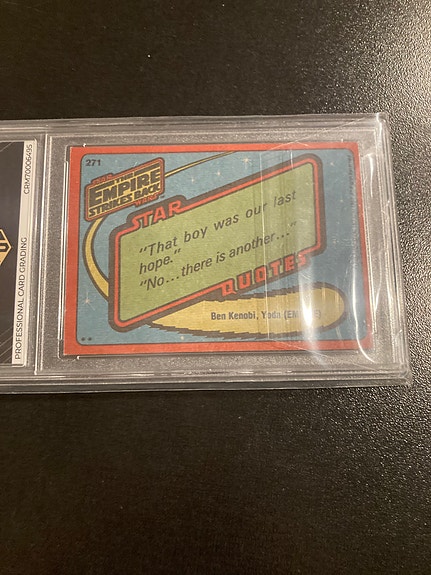 271
STAR WARS
THE
EMPIRE
STRIKES BACK
STAR
"That boy was our last
hope."
"No...there is another..."
QUOTES
Ben Kenobi, Yoda (EMPIRE)
**
PROFESSIONAL CARD GRADING